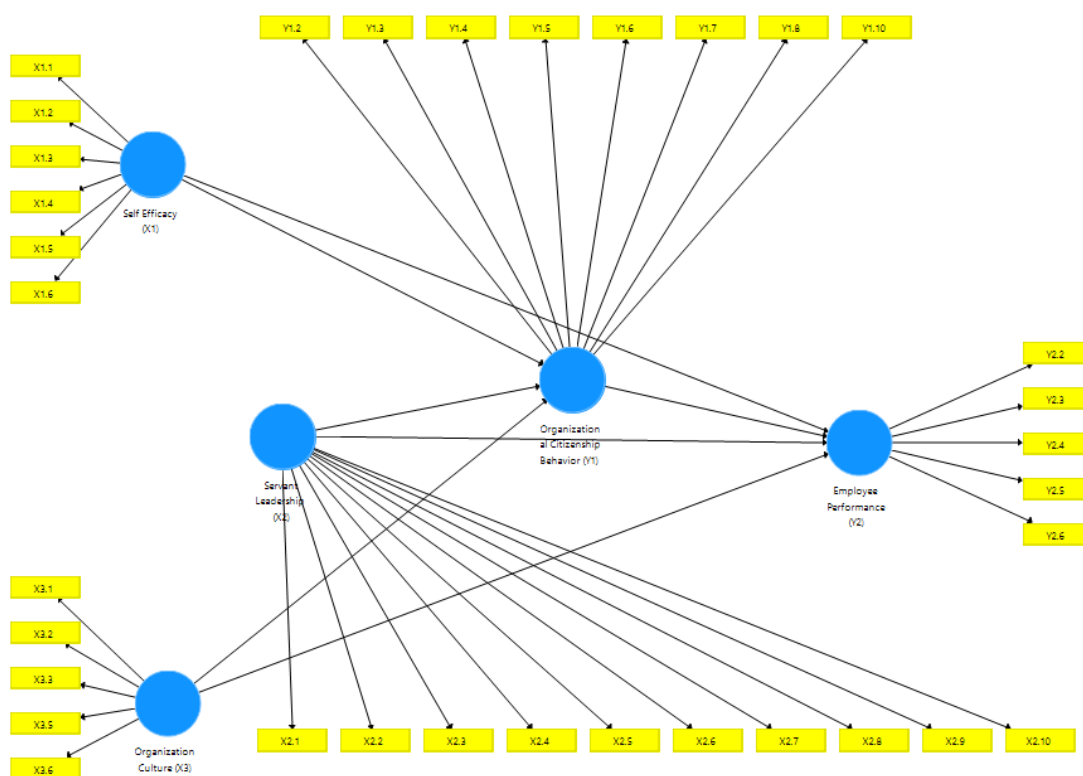 Y1.2
Y1.3
Y1.4
Y1.5
Y1.6
Y1.7
Y1.8
Y1.10
X1.1
X1.2
X1.3
X1.4
X1.5
X1.6
Self Efficacy
(X1)
Organization
al Citizenship
Behavior (Y1)
Servant
Leadership
(X2)
Y2.2
Y2.3
Y2.4
Y2.5
Y2.6
Employee
Performance
(Y2)
X3.1
X3.2
X3.3
X3.5
X3.6
Organization
Culture (X3)
X2.1
X2.2
X2.3
X2.4
X2.5
X2.6
X2.7
X2.8
X2.9
X2.10